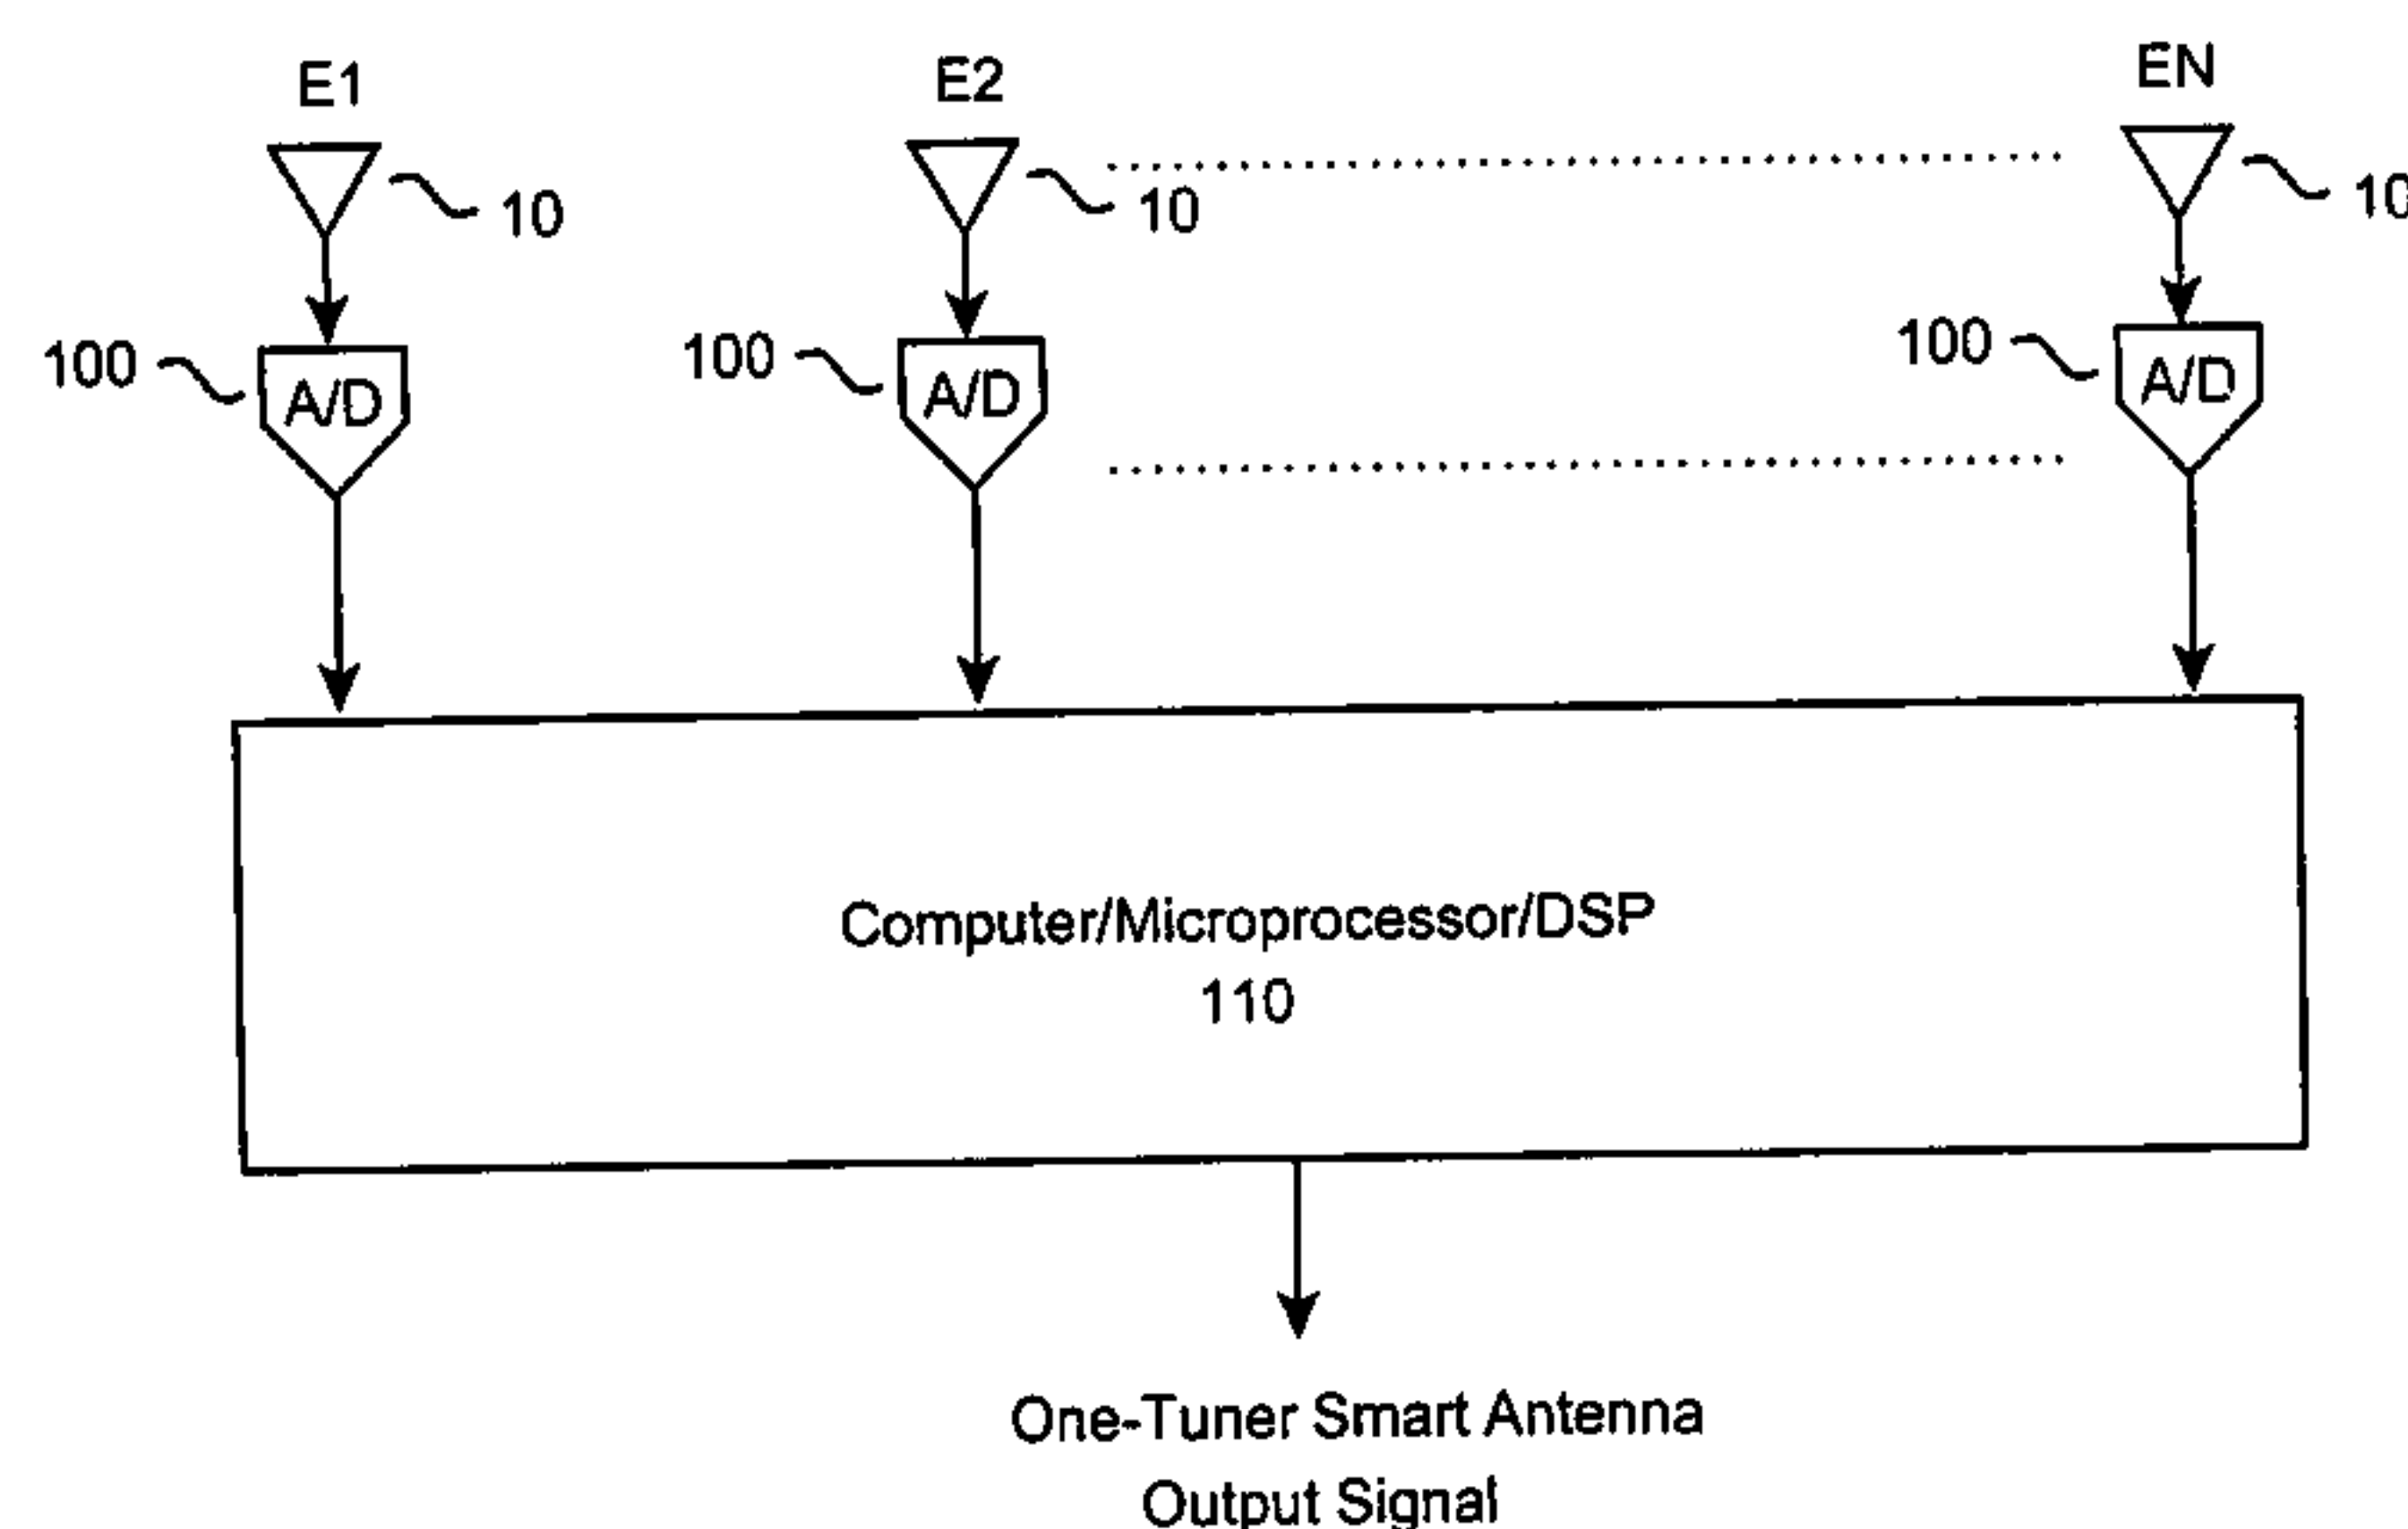 E1 E2 EN
10 10 10
100 100 100
A/D A/D A/D
Computer/Microprocessor/DSP
110
One-Tuner Smart Antenna
Output Signal